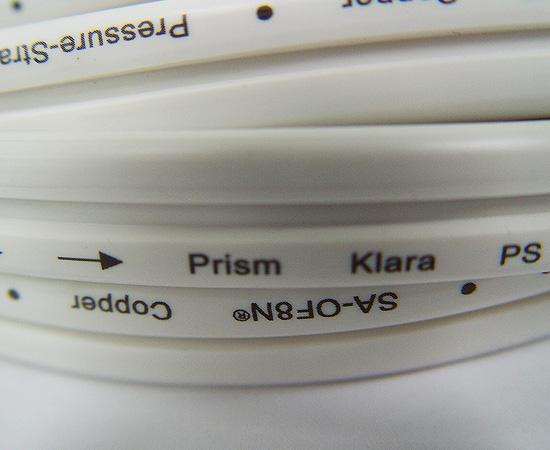 Pressure-Stra
→ Prism Klara PS
• SA-OF8N® Copper •